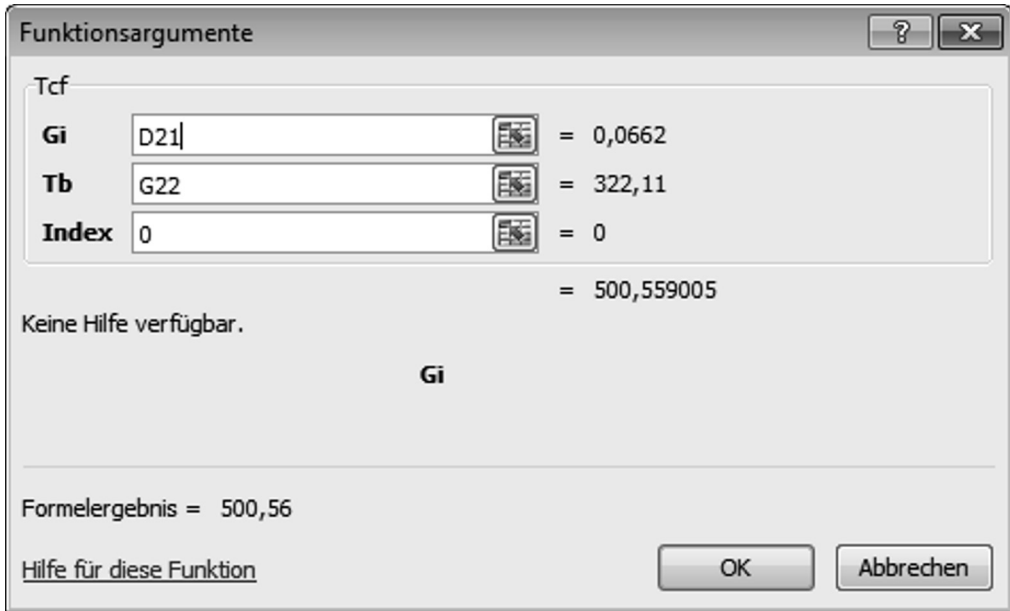 Funktionsargumente
Tcf
Gi D21 = 0,0662
Tb G22 = 322,11
Index 0 = 0
= 500,559005
Keine Hilfe verfügbar.
Gi
Formelergebnis = 500,56
Hilfe für diese Funktion OK Abbrechen